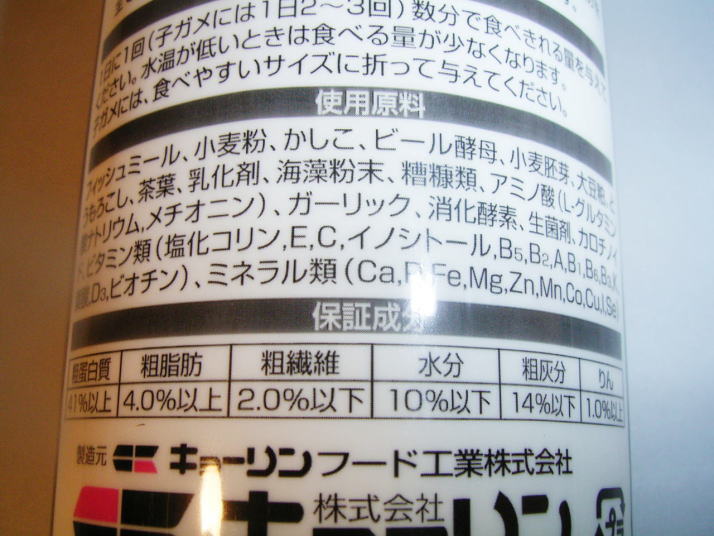 1日に1回(子ガメには1日2〜3回)数分で食べきれる量を与えて
ください。水温が低いときは食べる量が少なくなります。
子ガメには、食べやすいサイズに折って与えてください。
使用原料
フィッシュミール、小麦粉、かしこ、ビール酵母、小麦胚芽、大豆粕、と
うもろこし、茶葉、乳化剤、海藻粉末、糟糠類、アミノ酸(L-グルタミン
酸ナトリウム,メチオニン)、ガーリック、消化酵素、生菌剤、カロチノイ
ド、ビタミン類(塩化コリン,E,C,イノシトール,B5,B2,A,B1,B6,B3,K,
D3,ビオチン)、ミネラル類(Ca,P,Fe,Mg,Zn,Mn,Co,Cu,I,Se)
保証成分
粗蛋白質 粗脂肪 粗繊維 水分 粗灰分 りん
41%以上 4.0%以上 2.0%以下 10%以下 14%以下 1.0%以上
製造元 キョーリンフード工業株式会社
株式会社
キョーリン
プラ